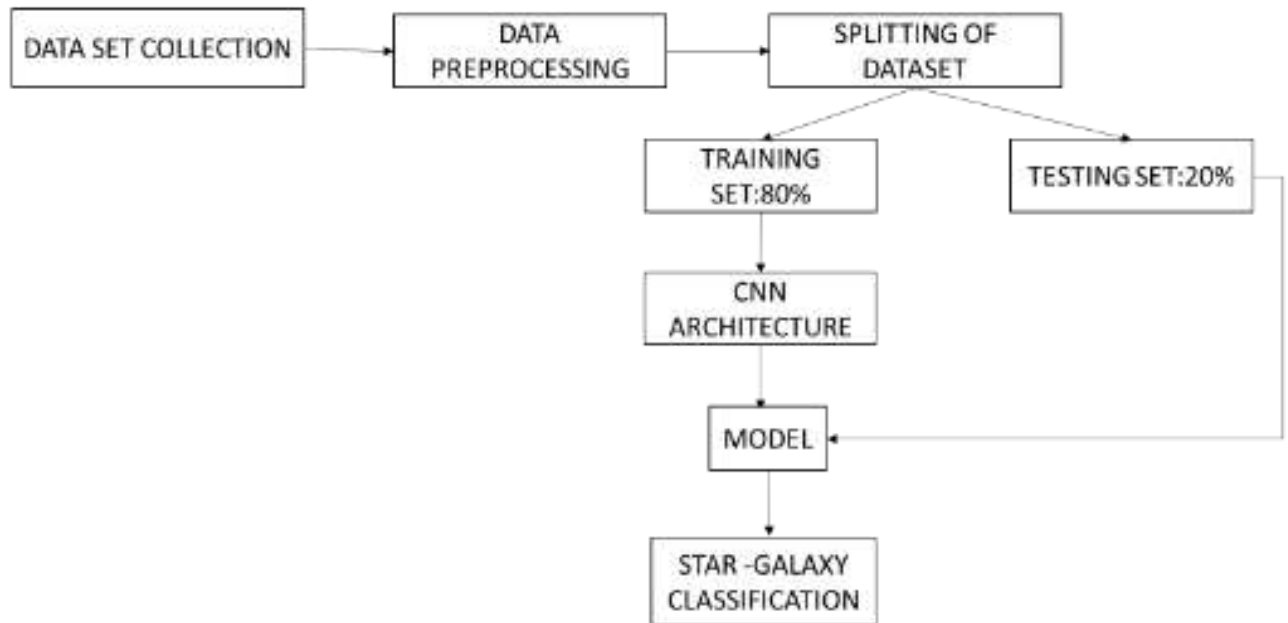 DATA SET COLLECTION
DATA
PREPROCESSING
SPLITTING OF
DATASET
TRAINING
SET:80%
TESTING SET:20%
CNN
ARCHITECTURE
MODEL
STAR -GALAXY
CLASSIFICATION